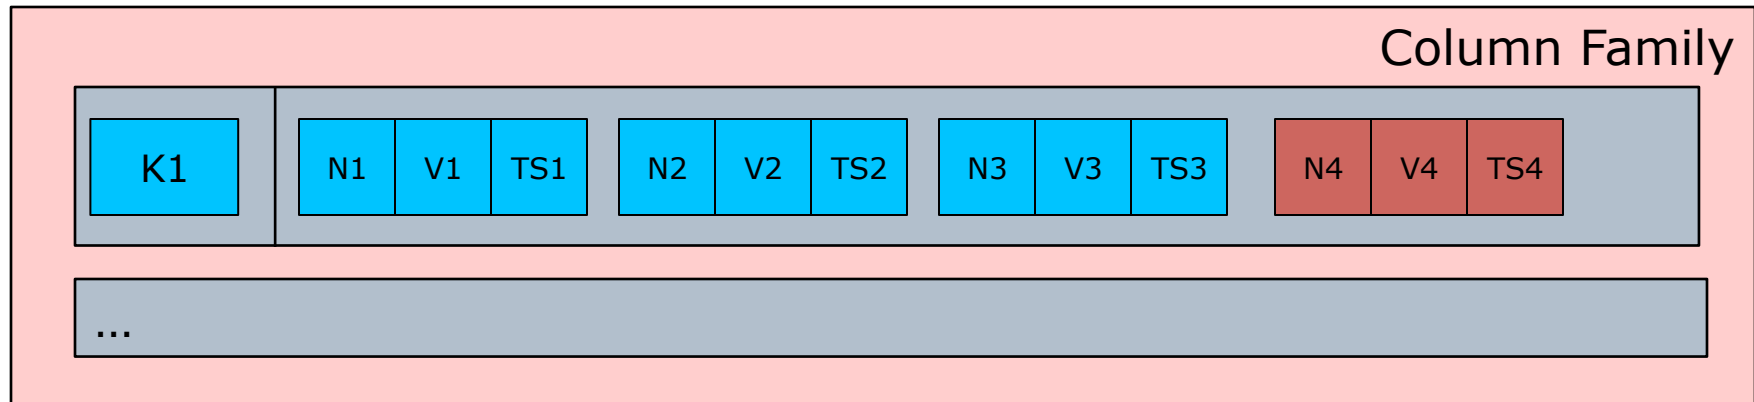 Column Family
K1 N1 V1 TS1 N2 V2 TS2 N3 V3 TS3 N4 V4 TS4
...